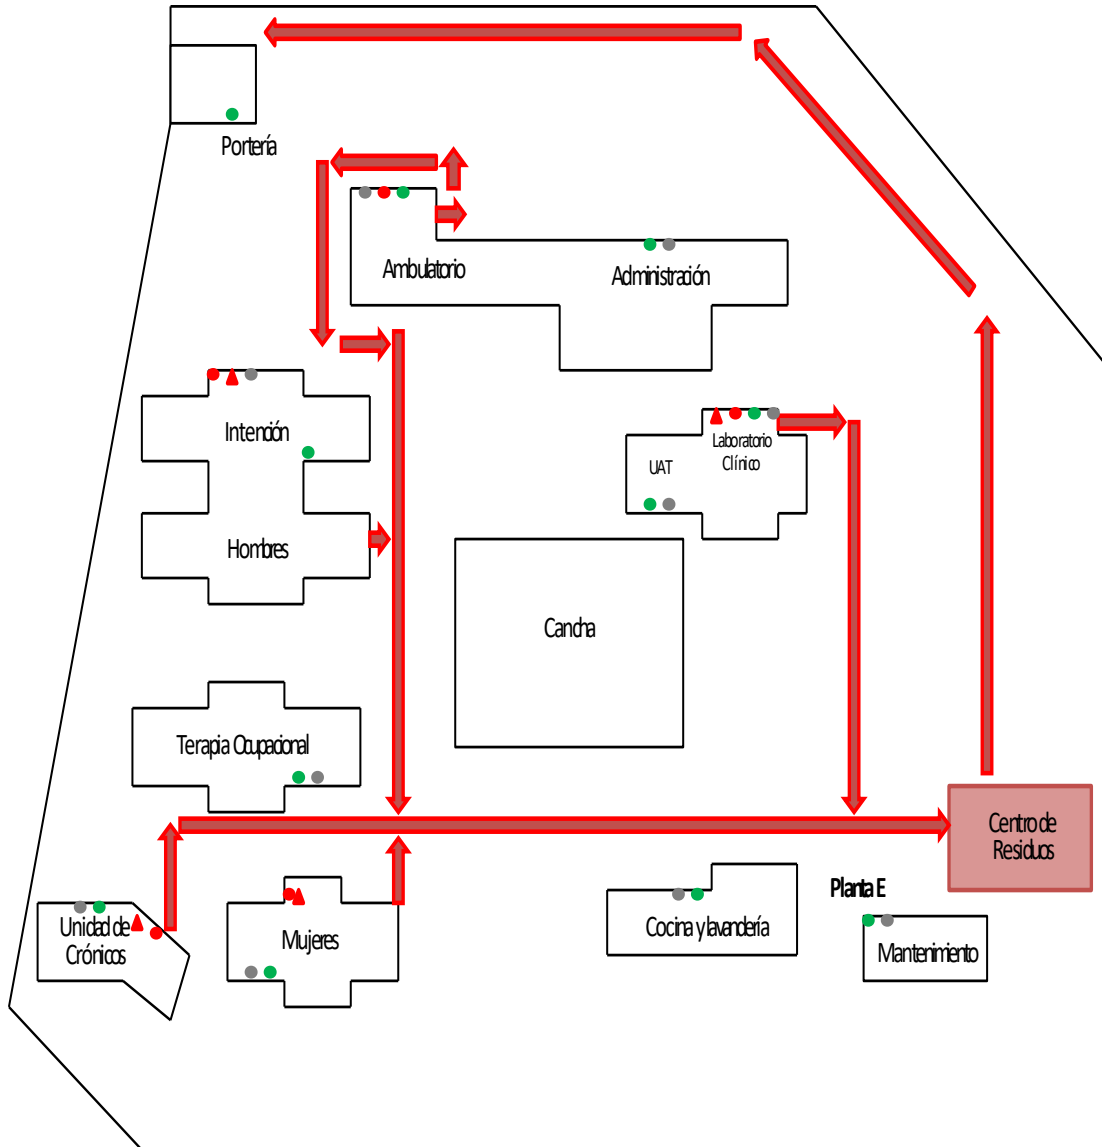 Portería
Ambulatorio
Administración
Intención
Laboratorio
Clínico
UAT
Hombres
Cancha
Terapia Ocupacional
Centro de
Residuos
Planta E
Unidad de
Crónicos
Mujeres
Cocina y lavandería
Mantenimiento